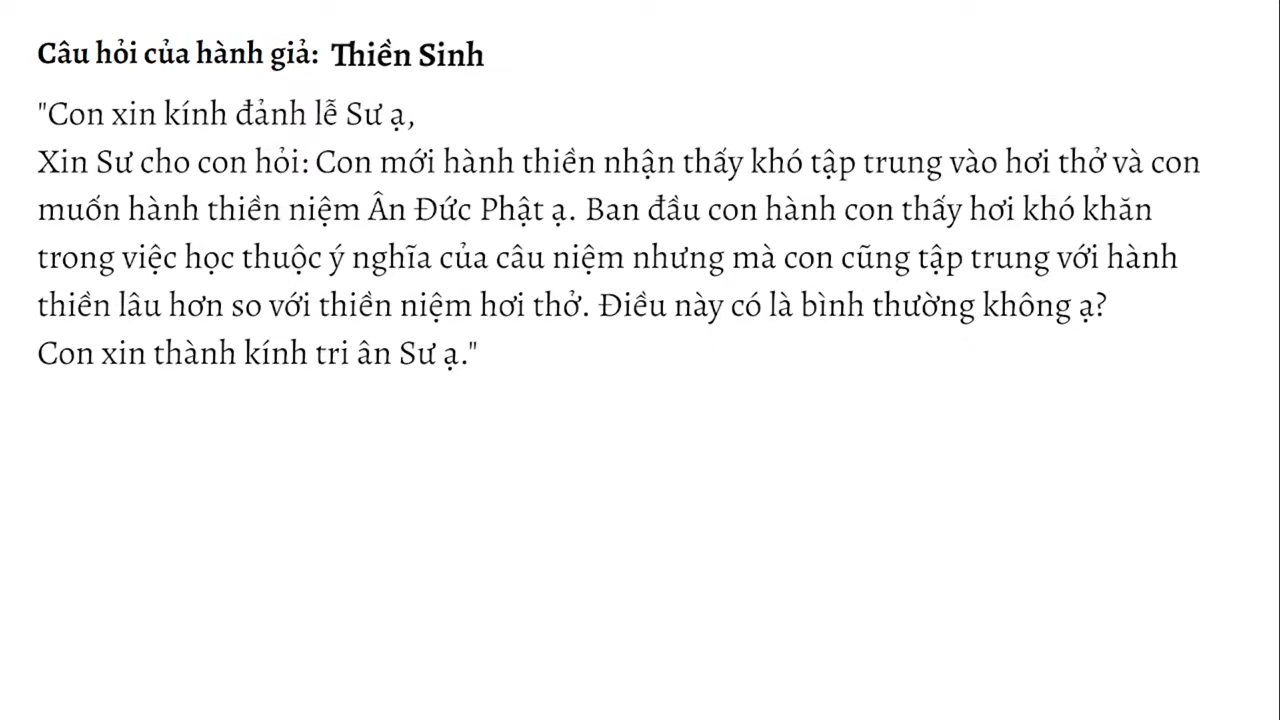 Câu hỏi của hành giả: Thiền Sinh
"Con xin kính đảnh lễ Sư ạ,
Xin Sư cho con hỏi: Con mới hành thiền nhận thấy khó tập trung vào hơi thở và con
muốn hành thiền niệm Ân Đức Phật ạ. Ban đầu con hành con thấy hơi khó khăn
trong việc học thuộc ý nghĩa của câu niệm nhưng mà con cũng tập trung với hành
thiền lâu hơn so với thiền niệm hơi thở. Điều này có là bình thường không ạ?
Con xin thành kính tri ân Sư ạ."